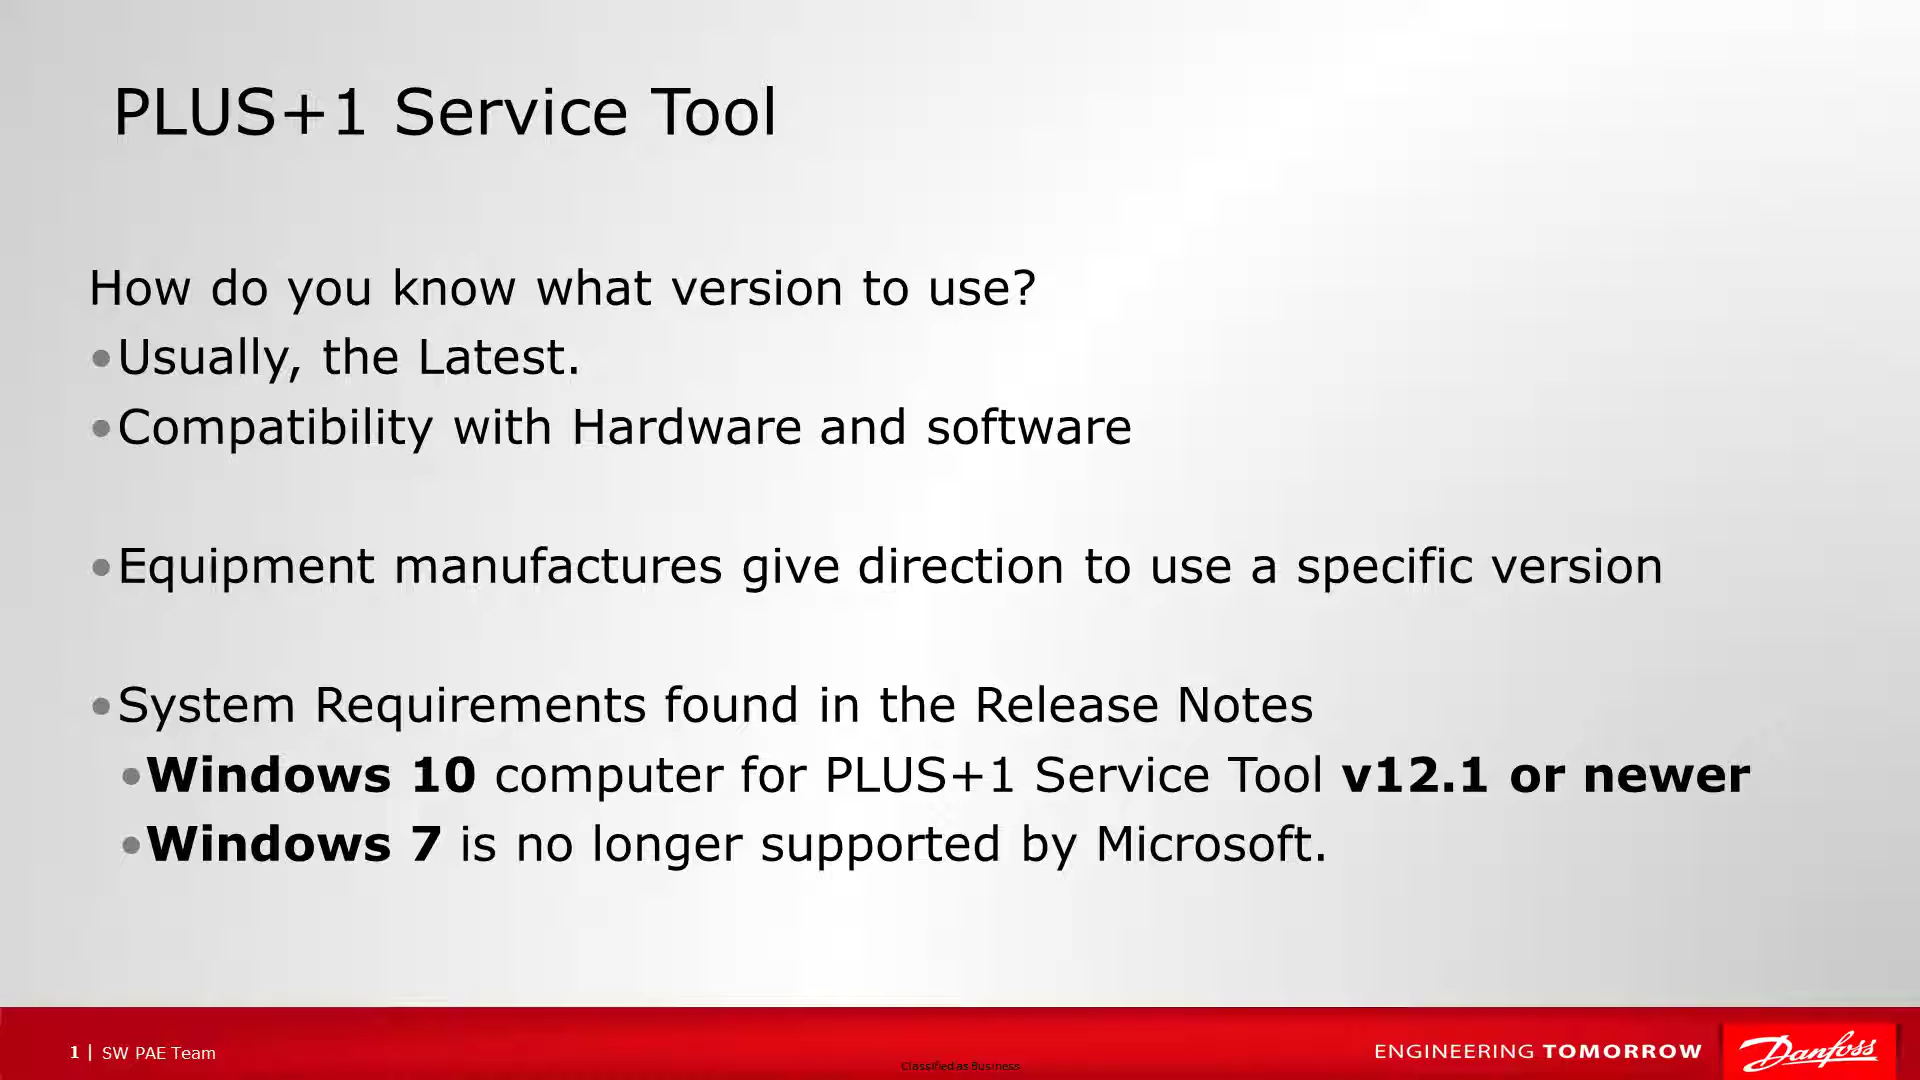 PLUS+1 Service Tool
How do you know what version to use?
•Usually, the Latest.
•Compatibility with Hardware and software
•Equipment manufactures give direction to use a specific version
•System Requirements found in the Release Notes
•Windows 10 computer for PLUS+1 Service Tool v12.1 or newer
•Windows 7 is no longer supported by Microsoft.
1 | SW PAE Team
Classified as Business
ENGINEERING TOMORROW
Danfoss